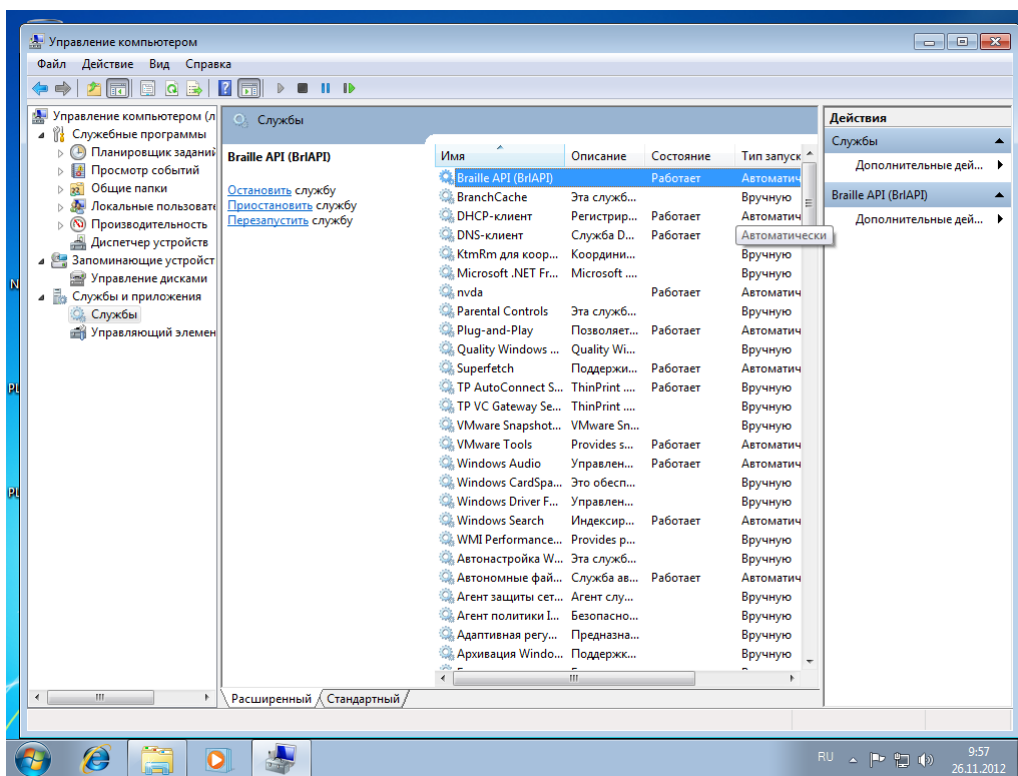 Управление компьютером
Файл Действие Вид Справка
Управление компьютером (л
Служебные программы
Планировщик заданий
Просмотр событий
Общие папки
Локальные пользовате
Производительность
Диспетчер устройств
Запоминающие устройст
Управление дисками
Службы и приложения
Службы
Управляющий элемен
Службы
Braille API (BrlAPI)
Остановить службу
Приостановить службу
Перезапустить службу
Имя Описание Состояние Тип запуск
Braille API (BrlAPI) Работает Автоматич
BranchCache Эта служб... Вручную
DHCP-клиент Регистрир... Работает Автоматич
DNS-клиент Служба D... Работает Автоматически
KtmRm для коор... Координи... Вручную
Microsoft .NET Fr... Microsoft .... Вручную
nvda Работает Автоматич
Parental Controls Эта служб... Вручную
Plug-and-Play Позволяет... Работает Автоматич
Quality Windows ... Quality Wi... Вручную
Superfetch Поддержи... Работает Автоматич
TP AutoConnect S... ThinPrint .... Работает Вручную
TP VC Gateway Se... ThinPrint .... Вручную
VMware Snapshot... VMware Sn... Вручную
VMware Tools Provides s... Работает Автоматич
Windows Audio Управлен... Работает Автоматич
Windows CardSpa... Это обесп... Вручную
Windows Driver F... Управлен... Вручную
Windows Search Индексир... Работает Автоматич
WMI Performance... Provides p... Вручную
Автонастройка W... Эта служб... Вручную
Автономные фай... Служба ав... Работает Автоматич
Агент защиты сет... Агент слу... Вручную
Агент политики I... Безопасно... Вручную
Адаптивная регу... Предназна... Вручную
Архивация Windo... Поддержк... Вручную
Расширенный Стандартный
Действия
Службы
Дополнительные дей...
Braille API (BrlAPI)
Дополнительные дей...
RU
9:57
26.11.2012